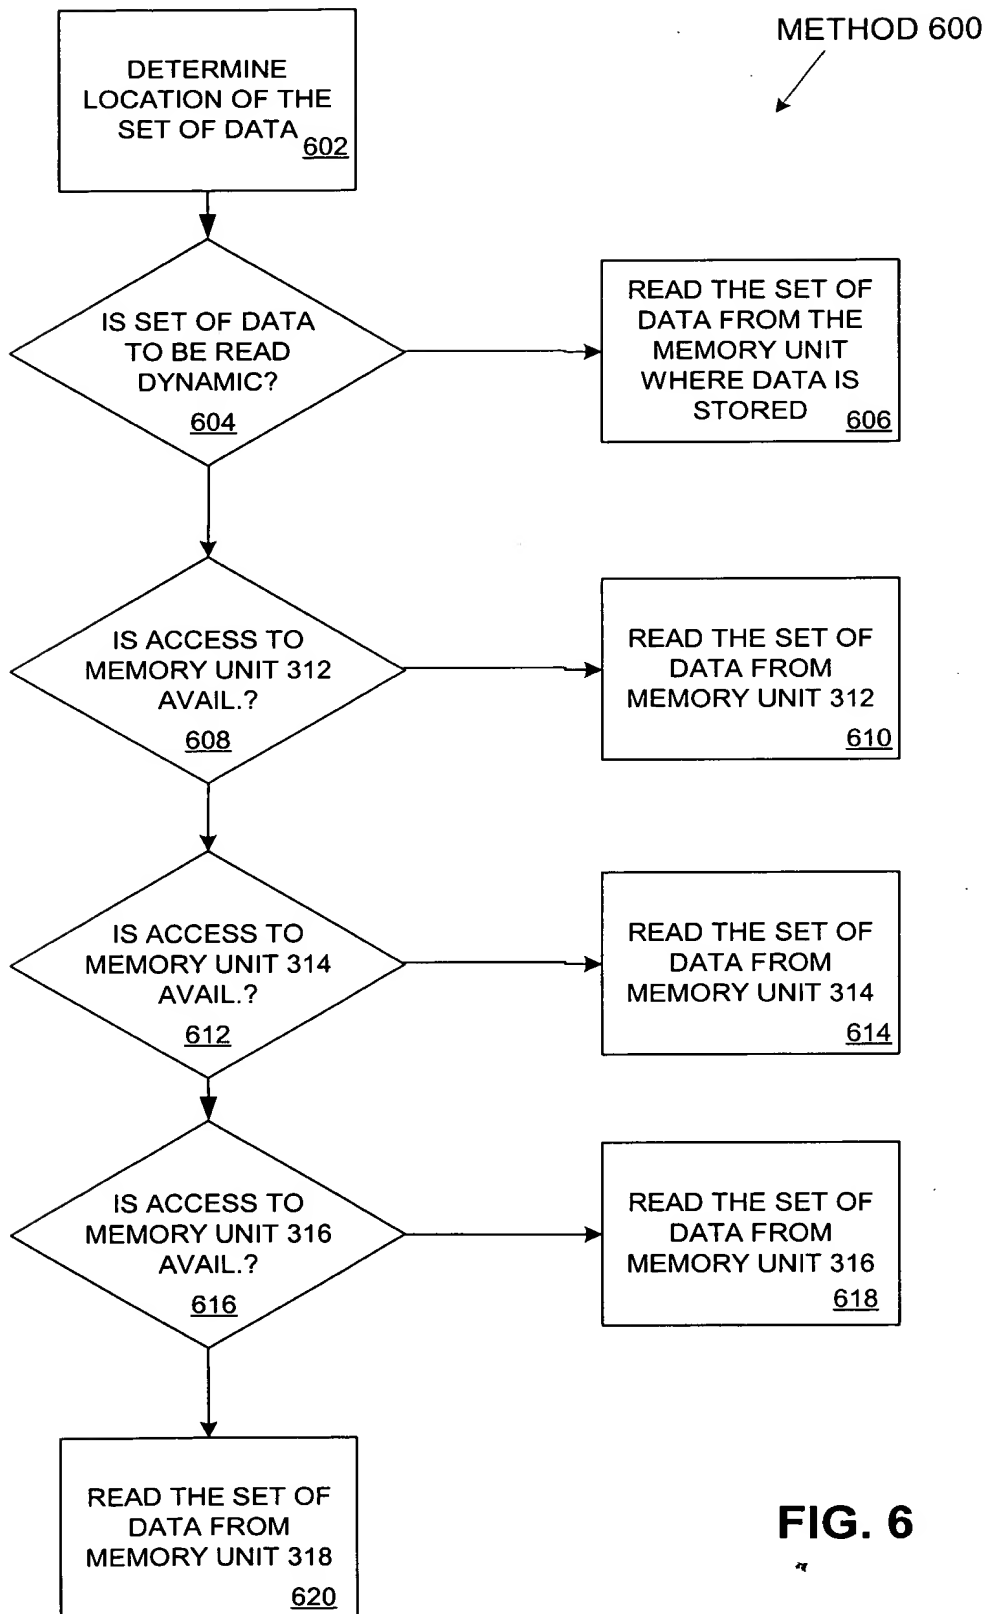 METHOD 600
DETERMINE
LOCATION OF THE
SET OF DATA
602
IS SET OF DATA
TO BE READ
DYNAMIC?
604
READ THE SET OF
DATA FROM THE
MEMORY UNIT
WHERE DATA IS
STORED
606
IS ACCESS TO
MEMORY UNIT 312
AVAIL.?
608
READ THE SET OF
DATA FROM
MEMORY UNIT 312
610
IS ACCESS TO
MEMORY UNIT 314
AVAIL.?
612
READ THE SET OF
DATA FROM
MEMORY UNIT 314
614
IS ACCESS TO
MEMORY UNIT 316
AVAIL.?
616
READ THE SET OF
DATA FROM
MEMORY UNIT 316
618
READ THE SET OF
DATA FROM
MEMORY UNIT 318
620
FIG. 6